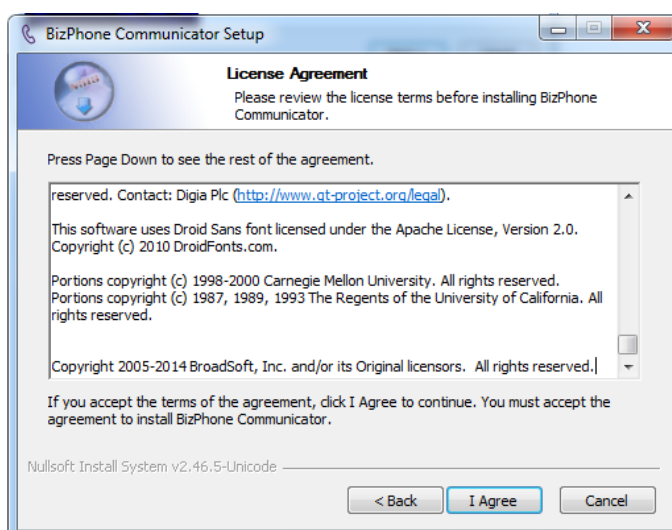 BizPhone Communicator Setup
License Agreement
Please review the license terms before installing BizPhone
Communicator.
Press Page Down to see the rest of the agreement.
reserved. Contact: Digia Plc (http://www.qt-project.org/legal).
This software uses Droid Sans font licensed under the Apache License, Version 2.0.
Copyright (c) 2010 DroidFonts.com.
Portions copyright (c) 1998-2000 Carnegie Mellon University. All rights reserved.
Portions copyright (c) 1987, 1989, 1993 The Regents of the University of California. All
rights reserved.
Copyright 2005-2014 BroadSoft, Inc. and/or its Original licensors.  All rights reserved.
If you accept the terms of the agreement, click I Agree to continue. You must accept the
agreement to install BizPhone Communicator.
Nullsoft Install System v2.46.5-Unicode
< Back I Agree Cancel